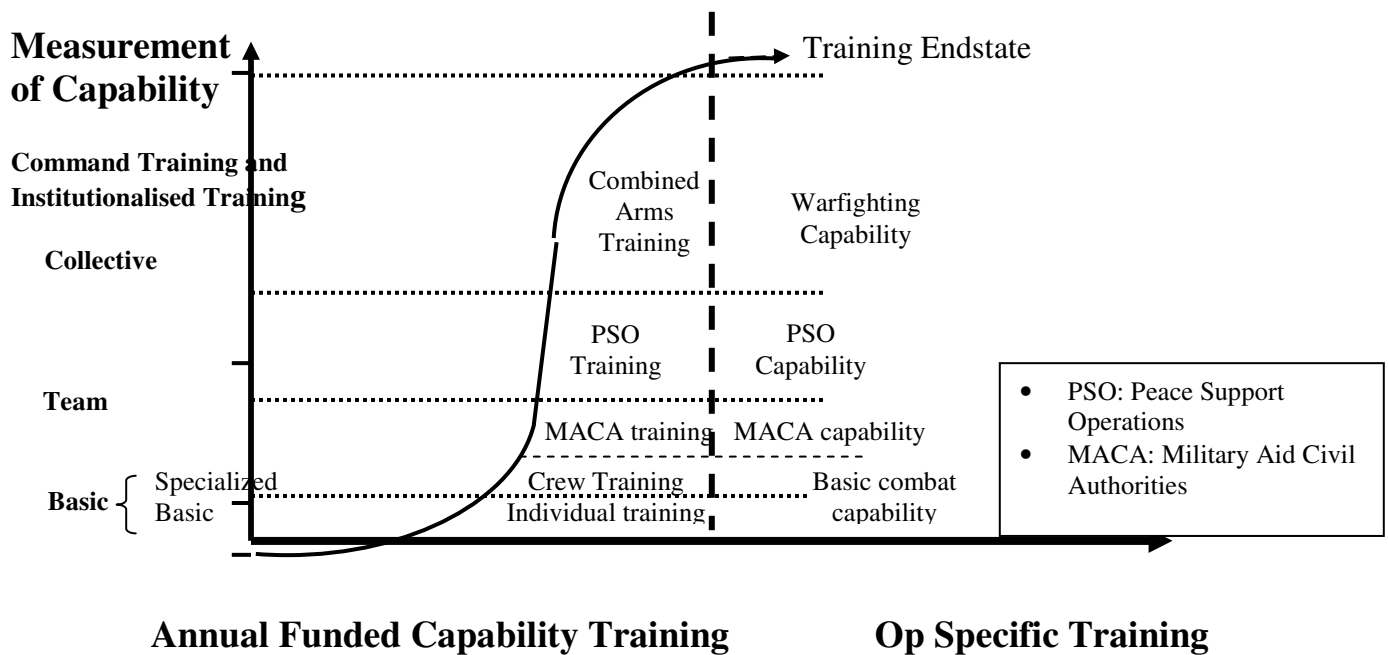 Measurement
of Capability
Training Endstate
Command Training and
Institutionalised Training
Combined
Arms
Training
Warfighting
Capability
Collective
PSO
Training
PSO
Capability
Team
MACA training
MACA capability
Basic
Specialized
Basic
Crew Training
Individual training
Basic combat
capability
• PSO: Peace Support
Operations
• MACA: Military Aid Civil
Authorities
Annual Funded Capability Training
Op Specific Training